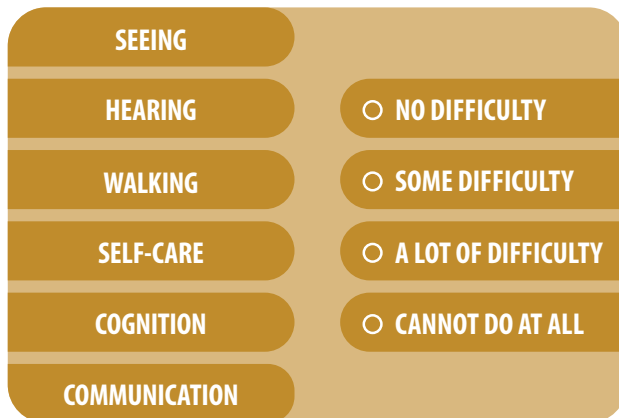 SEEING
HEARING
WALKING
SELF-CARE
COGNITION
COMMUNICATION
NO DIFFICULTY
SOME DIFFICULTY
A LOT OF DIFFICULTY
CANNOT DO AT ALL